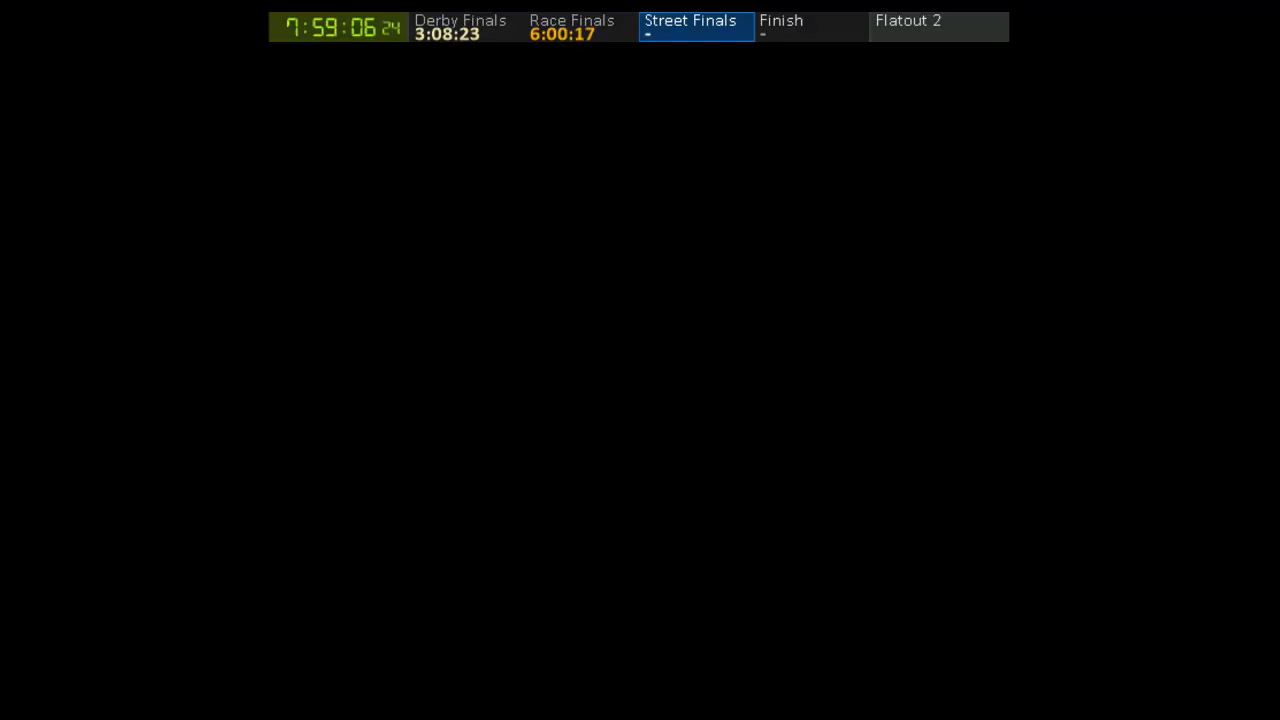 7:59:06 24
Derby Finals
3:08:23
Race Finals
6:00:17
Street Finals
-
Finish
-
Flatout 2